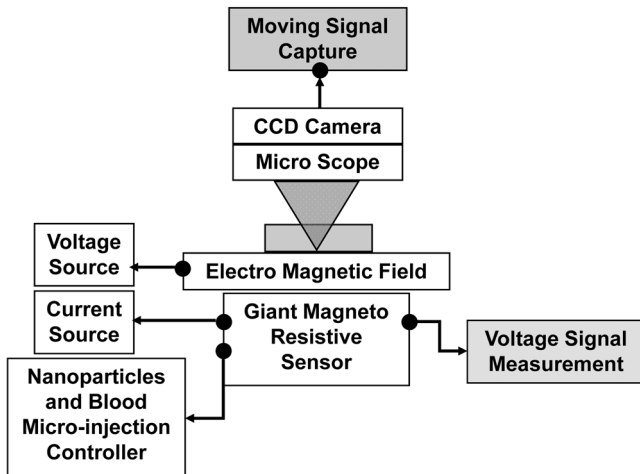 Moving Signal
Capture
CCD Camera
Micro Scope
Voltage
Source
Electro Magnetic Field
Current
Source
Giant Magneto
Resistive
Sensor
Voltage Signal
Measurement
Nanoparticles
and Blood
Micro-injection
Controller